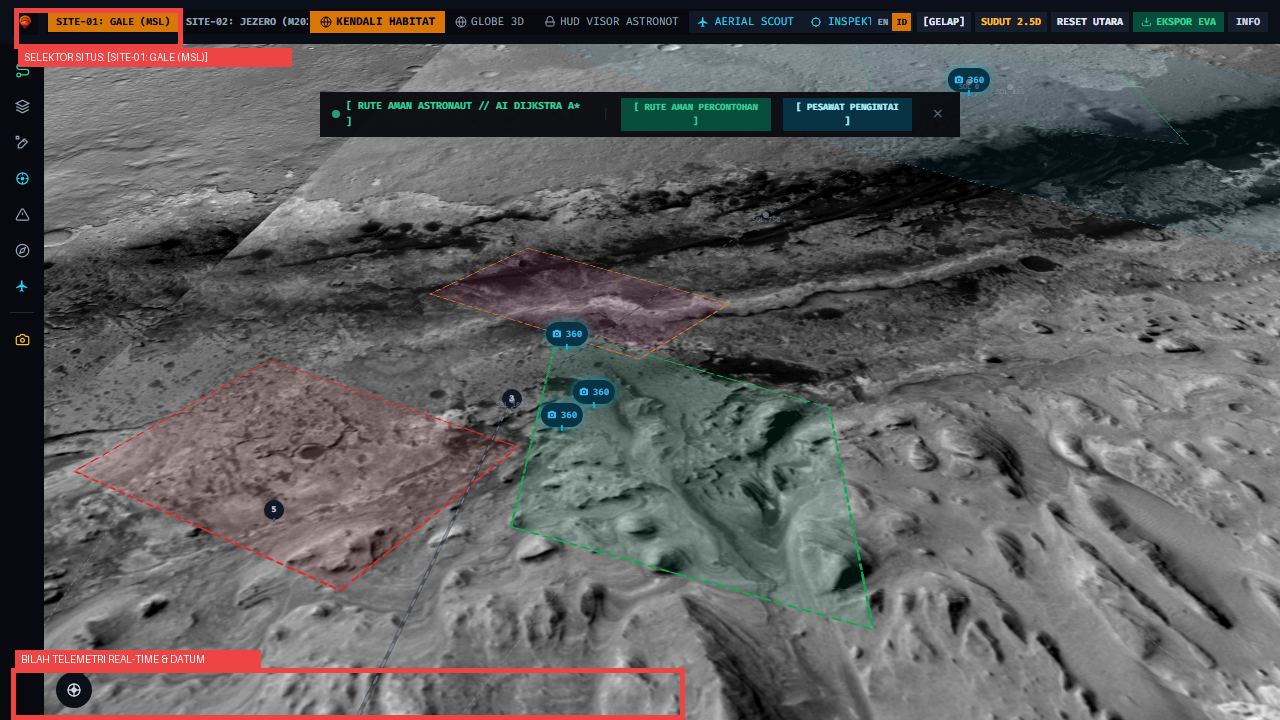 SITE-01: GALE (MSL)
SITE-02: JEZERO (M20
KENDALI HABITAT
GLOBE 3D
HUD VISOR ASTRONOT
AERIAL SCOUT
INSPEK
EN
ID
[GELAP]
SUDUT 2.5D
RESET UTARA
EKSPOR EVA
INFO
SELEKTOR SITUS: [SITE-01: GALE (MSL)]
360
[ RUTE AMAN ASTRONAUT // AI DIJKSTRA A*
]
[ RUTE AMAN PERCONTOHAN
]
[ PESAWAT PENGINTAI
]
360
360
3
360
5
BILAH TELEMETRI REAL-TIME & DATUM